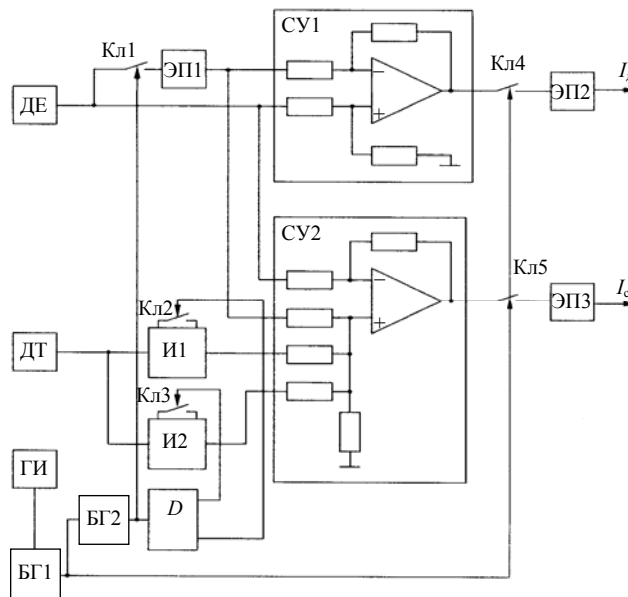 СУ1
Кл1
Кл4
ЭП1
ДЕ
ЭП2
−
+
СУ2
Кл5
ЭП3
−
+
Кл2
ДТ
И1
Кл3
И2
ГИ
БГ2
D
БГ1